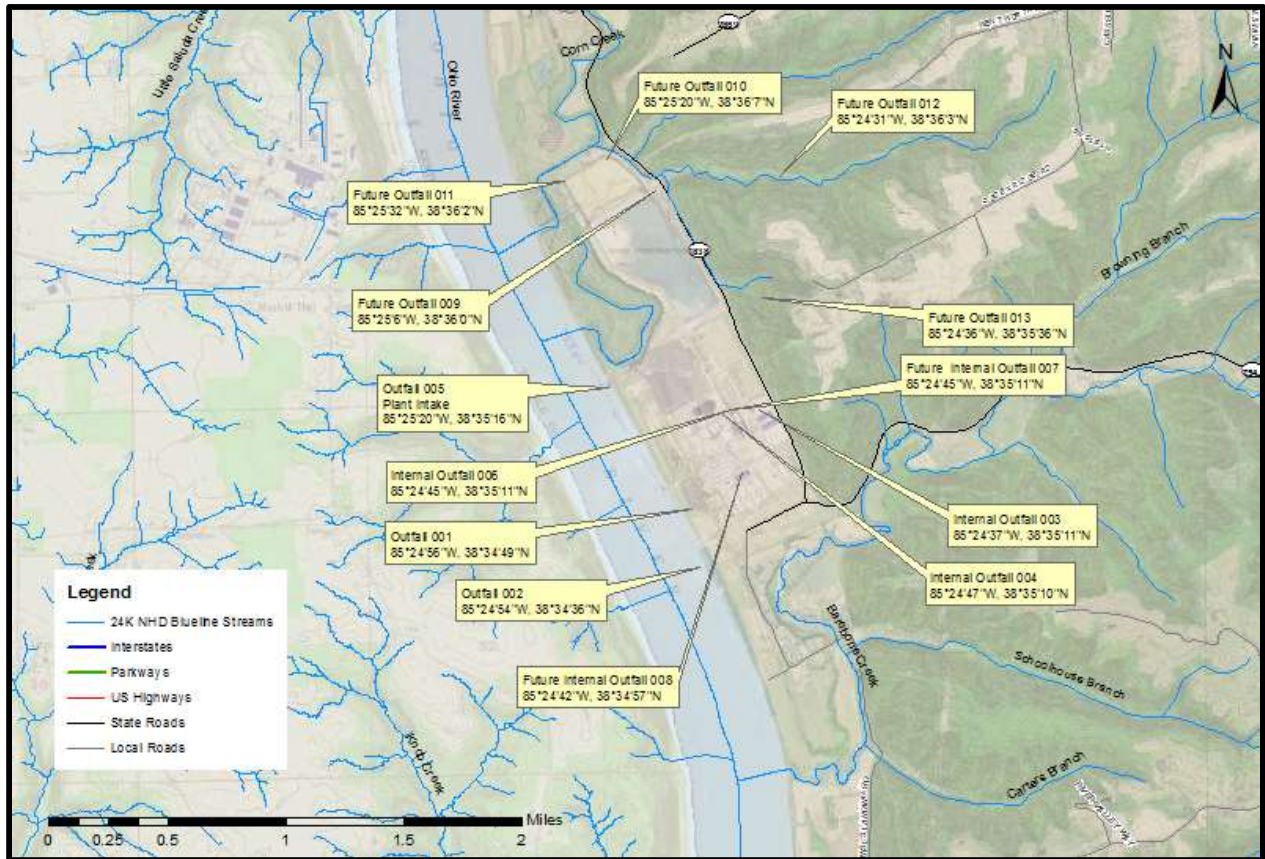 Little Saluda Creek
Ohio River
Corn Creek
N
Future Outfall 010
85°25'20"W, 38°36'7"N
Future Outfall 012
85°24'31"W, 38°36'3"N
Future Outfall 011
85°25'32"W, 38°36'2"N
Browning Branch
Future Outfall 009
85°25'6"W, 38°36'0"N
Future Outfall 013
85°24'36"W, 38°35'36"N
Future Internal Outfall 007
85°24'45"W, 38°35'11"N
Outfall 005
Plant Intake
85°25'20"W, 38°35'16"N
Internal Outfall 006
85°24'45"W, 38°35'11"N
Internal Outfall 003
85°24'37"W, 38°35'11"N
Outfall 001
85°24'56"W, 38°34'49"N
Internal Outfall 004
85°24'47"W, 38°35'10"N
Outfall 002
85°24'54"W, 38°34'36"N
Barebone Creek
Schoolhouse Branch
Future Internal Outfall 008
85°24'42"W, 38°34'57"N
Knob Creek
Carters Branch
Legend
24K NHD Blueline Streams
Interstates
Parkways
US Highways
State Roads
Local Roads
Miles
0 0.25 0.5 1 1.5 2